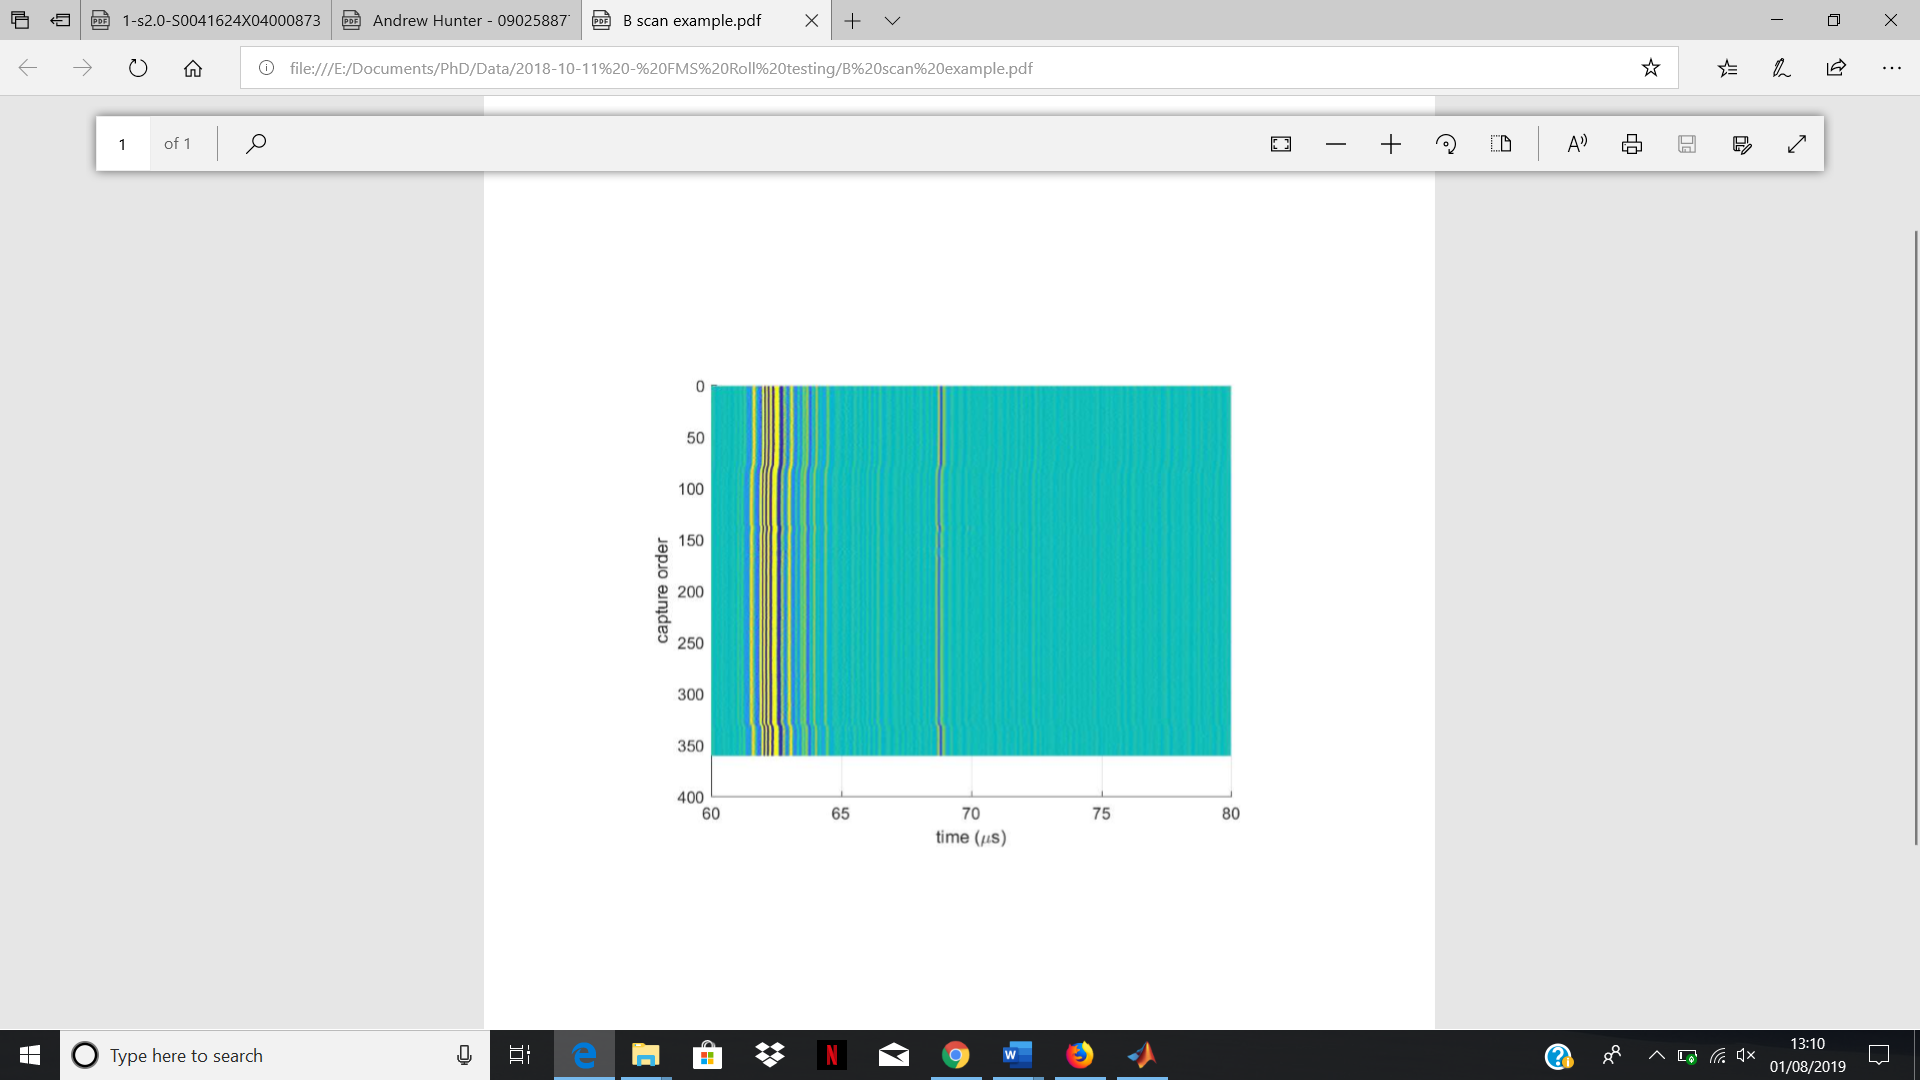 1-s2.0-S0041624X04000873
Andrew Hunter - 09025887
B scan example.pdf
file:///E:/Documents/PhD/Data/2018-10-11%20-%20FMS%20Roll%20testing/B%20scan%20example.pdf
1 of 1
0
50
100
150
200
250
300
350
400
capture order
60 65 70 75 80
time (μs)
Type here to search
13:10
01/08/2019